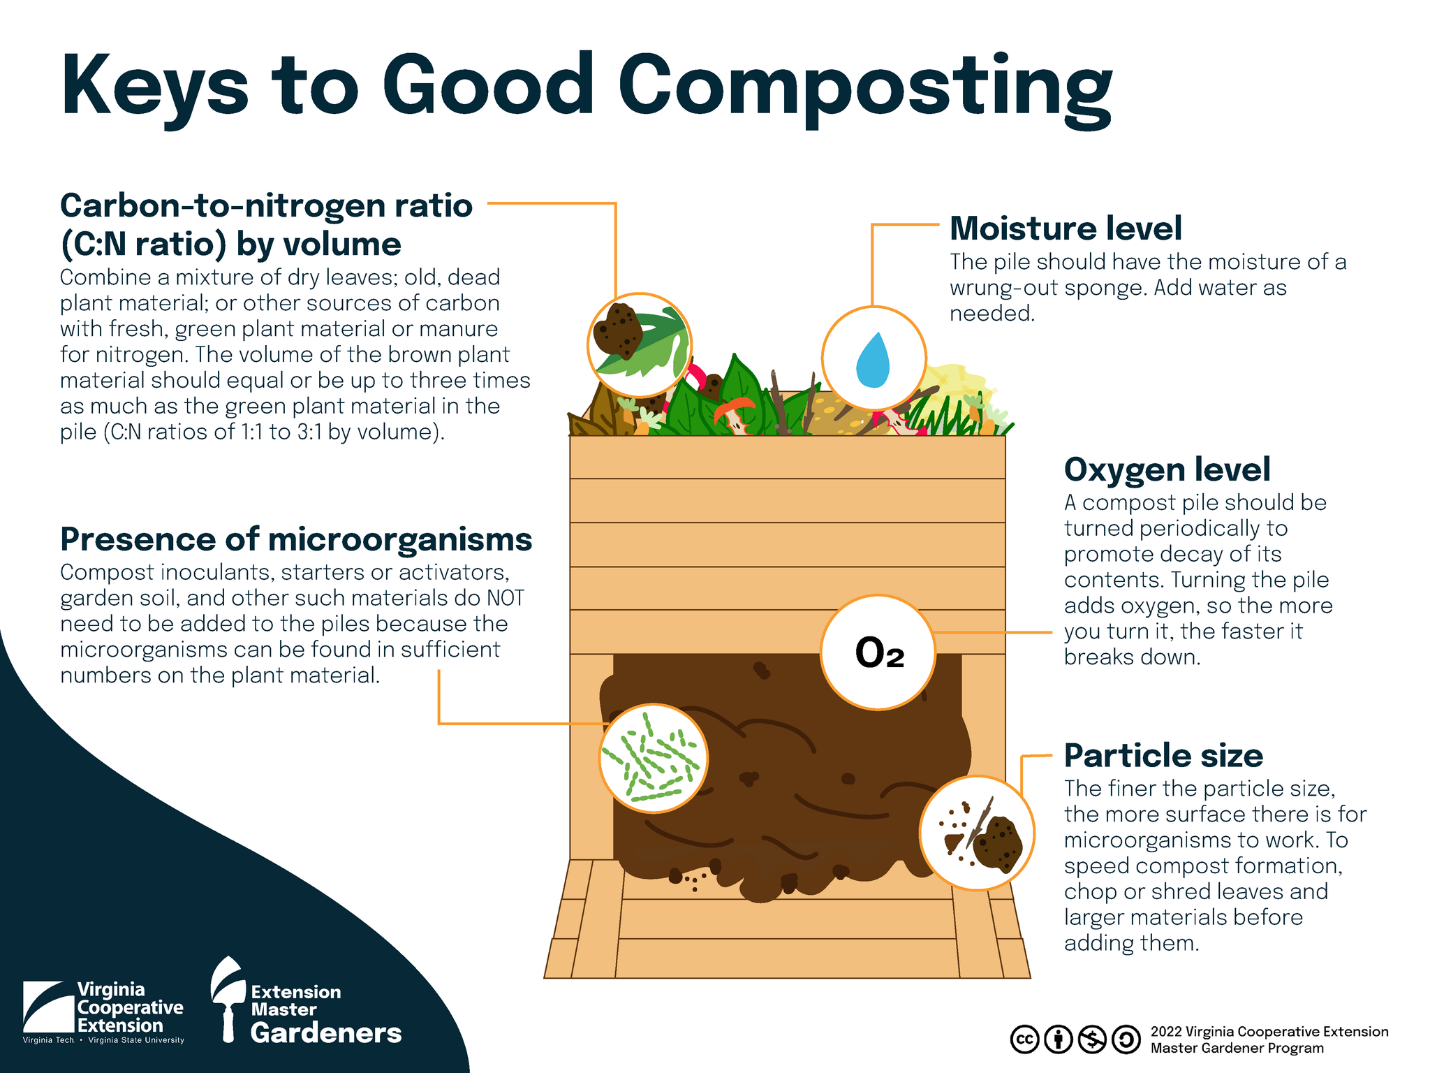 Keys to Good Composting
Carbon-to-nitrogen ratio
(C:N ratio) by volume
Combine a mixture of dry leaves; old, dead
plant material; or other sources of carbon
with fresh, green plant material or manure
for nitrogen. The volume of the brown plant
material should equal or be up to three times
as much as the green plant material in the
pile (C:N ratios of 1:1 to 3:1 by volume).
Presence of microorganisms
Compost inoculants, starters or activators,
garden soil, and other such materials do NOT
need to be added to the piles because the
microorganisms can be found in sufficient
numbers on the plant material.
Moisture level
The pile should have the moisture of a
wrung-out sponge. Add water as
needed.
Oxygen level
A compost pile should be
turned periodically to
promote decay of its
contents. Turning the pile
adds oxygen, so the more
you turn it, the faster it
breaks down.
O2
Particle size
The finer the particle size,
the more surface there is for
microorganisms to work. To
speed compost formation,
chop or shred leaves and
larger materials before
adding them.
Virginia
Cooperative
Extension
Virginia Tech • Virginia State University
Extension
Master
Gardeners
cc
2022 Virginia Cooperative Extension
Master Gardener Program